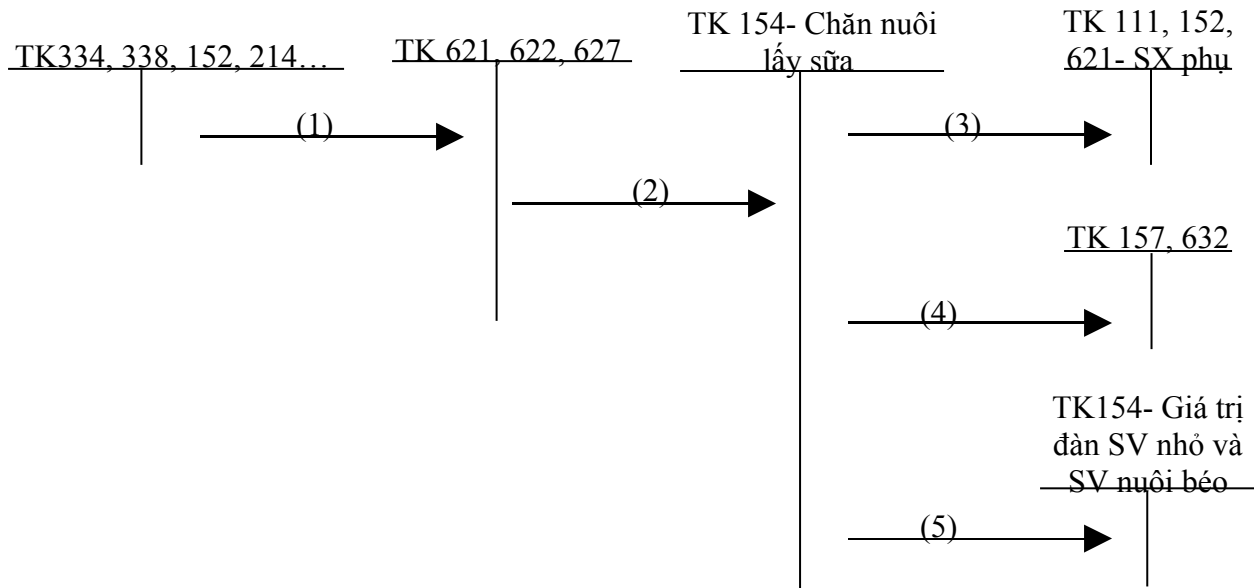 TK334, 338, 152, 214…
TK 621, 622, 627
TK 154- Chăn nuôi
lấy sữa
TK 111, 152,
621- SX phụ
(1)
(3)
(2)
TK 157, 632
(4)
TK154- Giá trị
đàn SV nhỏ và
SV nuôi béo
(5)